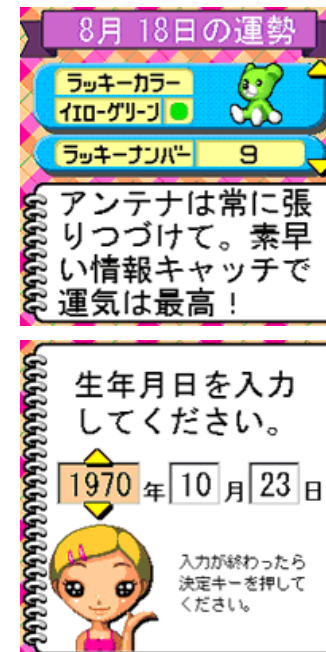 8月 18日の運勢
ラッキーカラー
イエローグリーン
ラッキーナンバー 9
アンテナは常に張
りつづけて。素早
い情報キャッチで
運気は最高！
生年月日を入力
してください。
1970 年 10 月 23 日
入力が終わったら
決定キーを押して
ください。